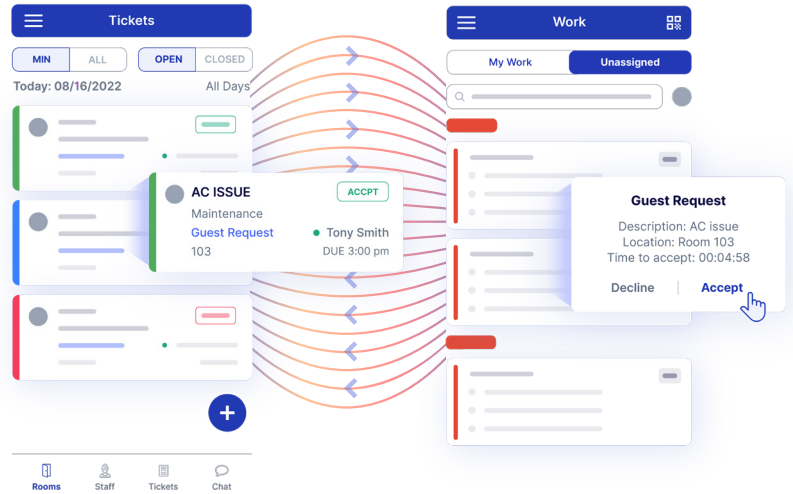 Tickets
MIN ALL OPEN CLOSED
Today: 08/16/2022 All Days
AC ISSUE ACCPT
Maintenance
Guest Request Tony Smith
103 DUE 3:00 pm
+
Rooms Staff Tickets Chat
Work
My Work Unassigned
Guest Request
Description: AC issue
Location: Room 103
Time to accept: 00:04:58
Decline Accept